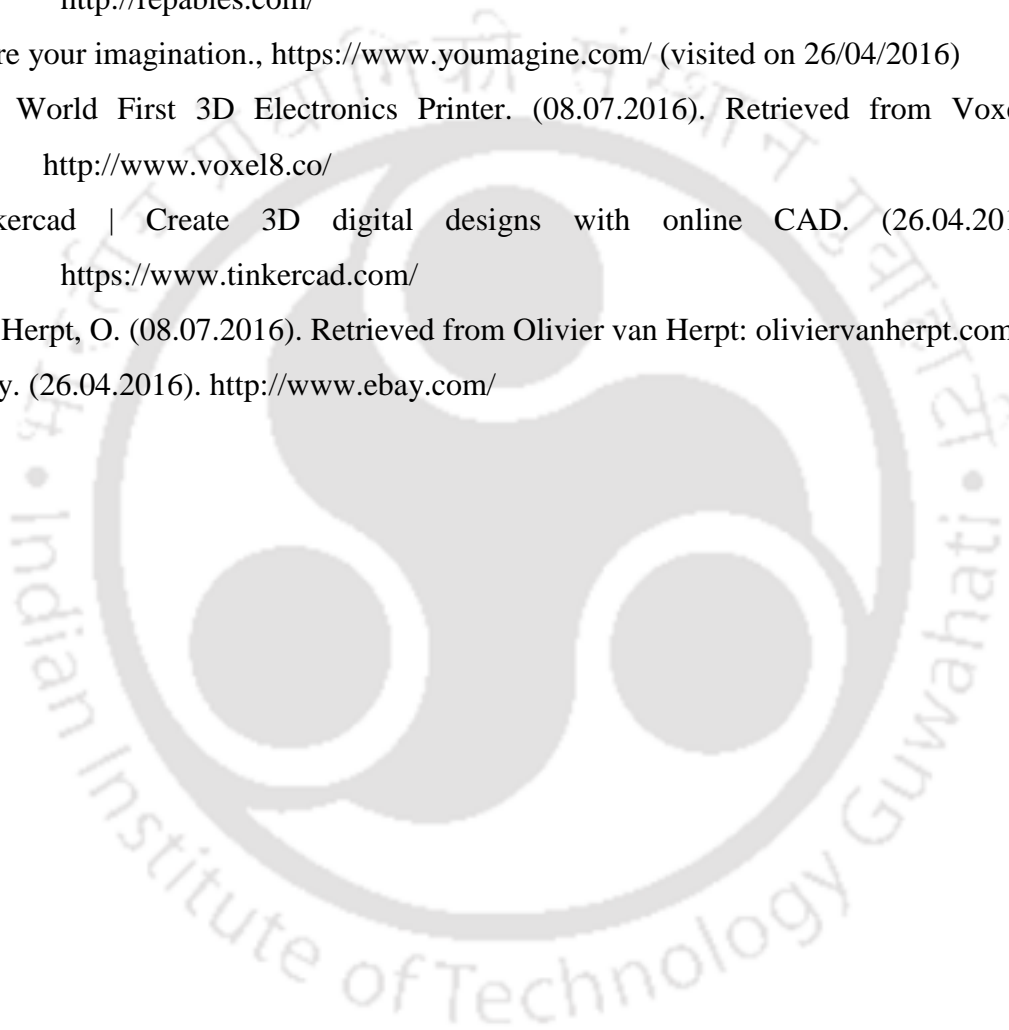 http://repables.com/
re your imagination., https://www.youmagine.com/ (visited on 26/04/2016)
World First 3D Electronics Printer. (08.07.2016). Retrieved from Voxe
http://www.voxel8.co/
kercad | Create 3D digital designs with online CAD. (26.04.201
https://www.tinkercad.com/
Herpt, O. (08.07.2016). Retrieved from Olivier van Herpt: oliviervanherpt.com
y. (26.04.2016). http://www.ebay.com/
Indian Institute of Technology Guwahati